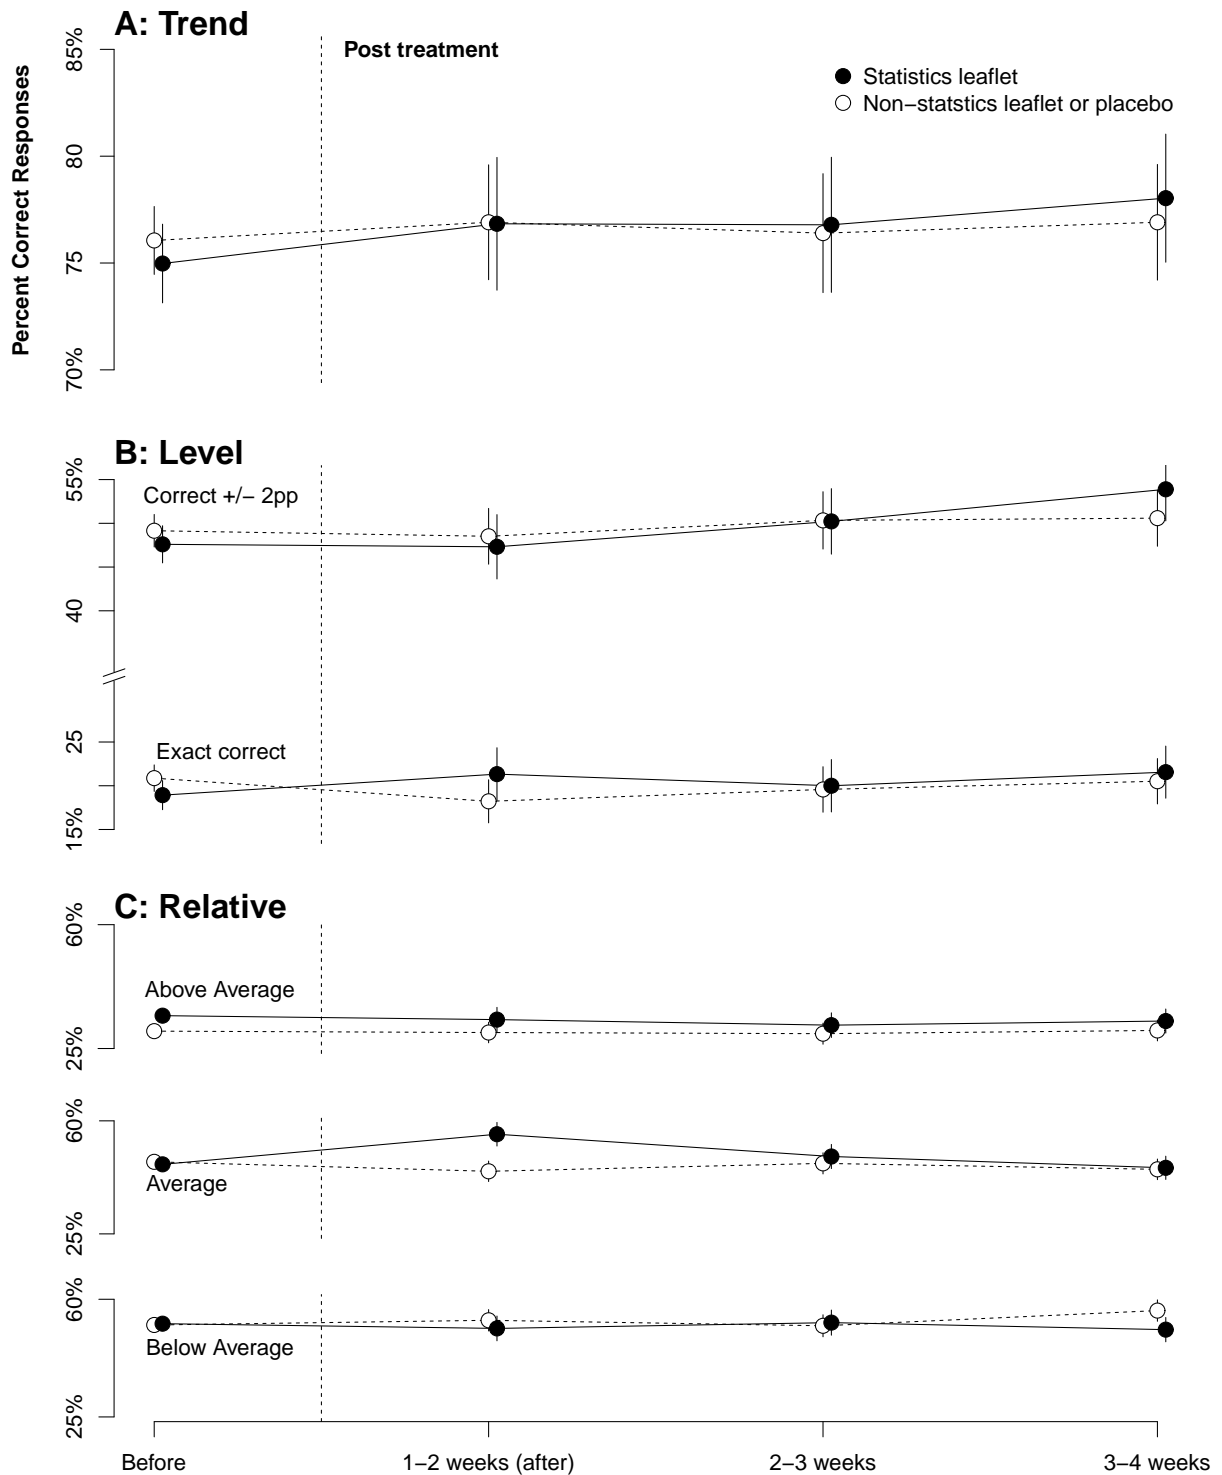 A: Trend
Post treatment
Statistics leaflet
Non−statstics leaflet or placebo
Percent Correct Responses
85%
80
75
70%
B: Level
Correct +/− 2pp
55%
40
Exact correct
25
15%
C: Relative
60%
Above Average
25%
60%
Average
25%
60%
Below Average
25%
Before 1−2 weeks (after) 2−3 weeks 3−4 weeks